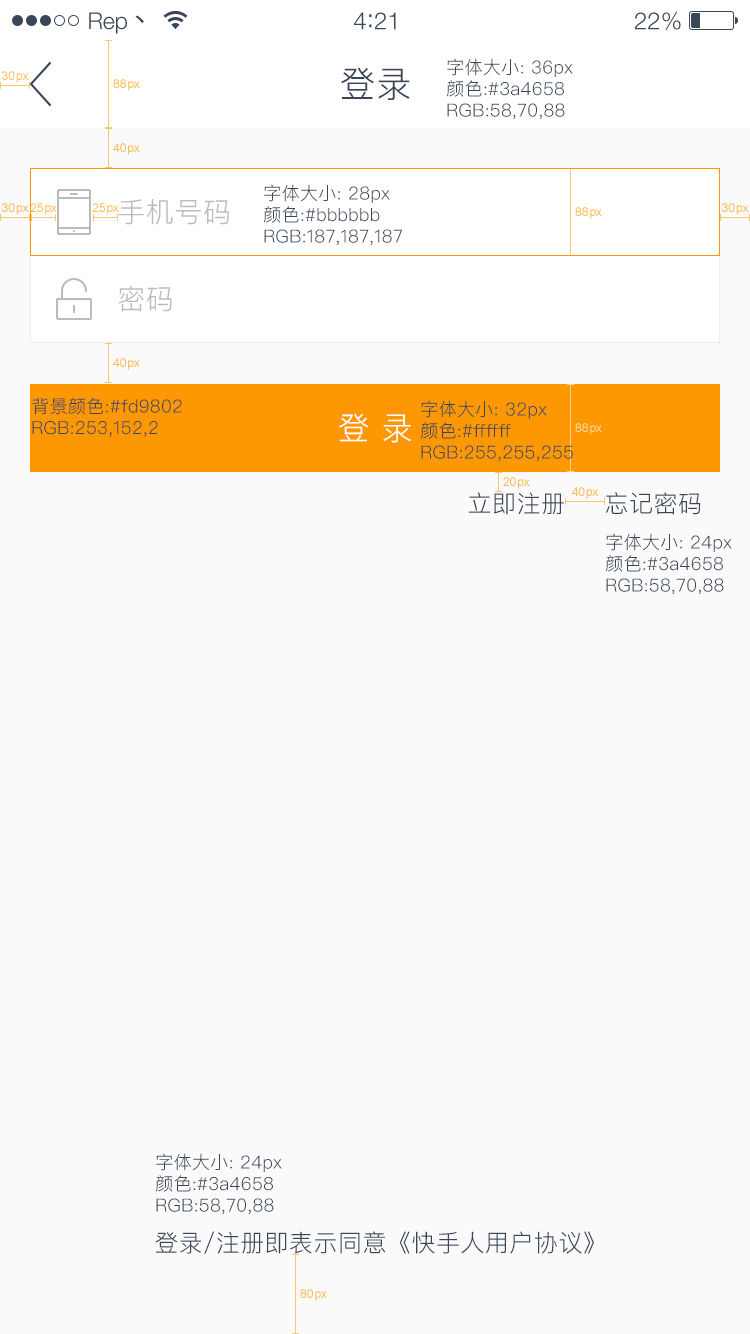 Rep 4:21 22%
30px
88px
登录
字体大小: 36px
颜色:#3a4658
RGB:58,70,88
40px
30px
25px
25px
手机号码
字体大小: 28px
颜色:#bbbbbb
RGB:187,187,187
88px
30px
密码
40px
背景颜色:#fd9802
RGB:253,152,2
登 录
字体大小: 32px
颜色:#ffffff
RGB:255,255,255
88px
20px
立即注册
40px
忘记密码
字体大小: 24px
颜色:#3a4658
RGB:58,70,88
字体大小: 24px
颜色:#3a4658
RGB:58,70,88
登录/注册即表示同意《快手人用户协议》
80px